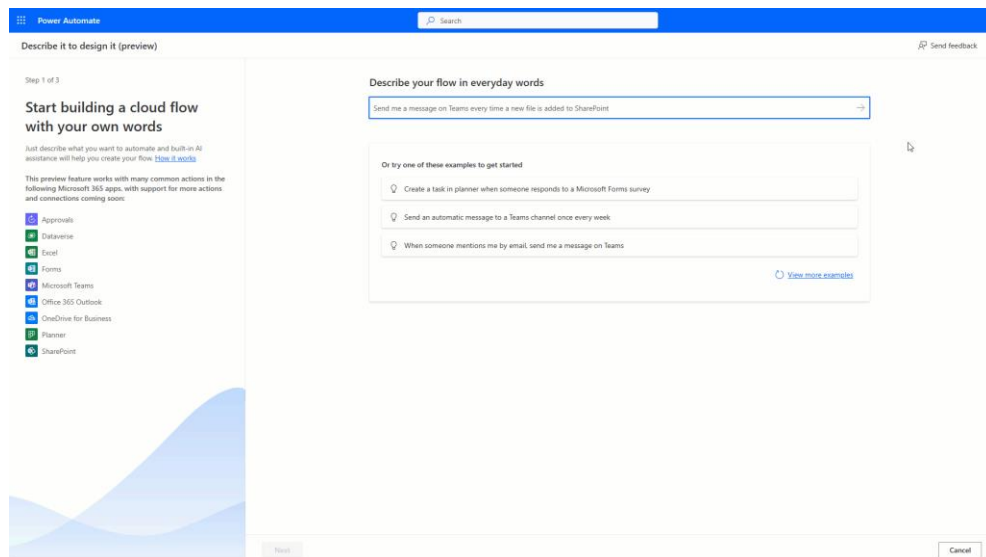 Power Automate
Search
Describe it to design it (preview)
Send feedback
Step 1 of 3
Start building a cloud flow
with your own words
Just describe what you want to automate and built-in AI
assistance will help you create your flow. How it works
This preview feature works with many common actions in the
following Microsoft 365 apps, with support for more actions
and connections coming soon:
Approvals
Dataverse
Excel
Forms
Microsoft Teams
Office 365 Outlook
OneDrive for Business
Planner
SharePoint
Describe your flow in everyday words
Send me a message on Teams every time a new file is added to SharePoint
Or try one of these examples to get started
Create a task in planner when someone responds to a Microsoft Forms survey
Send an automatic message to a Teams channel once every week
When someone mentions me by email, send me a message on Teams
View more examples
Next
Cancel